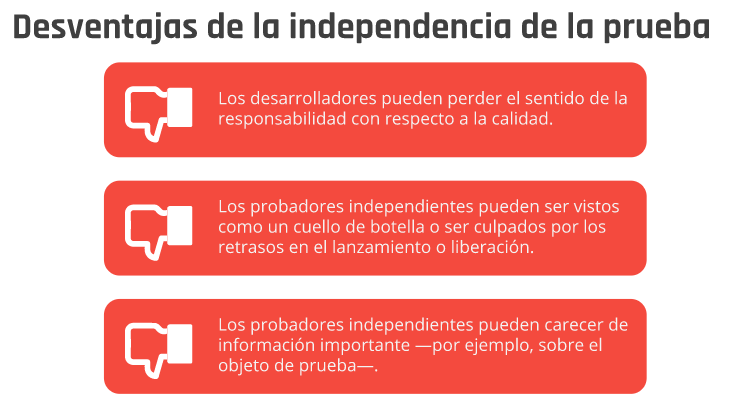 Desventajas de la independencia de la prueba
Los desarrolladores pueden perder el sentido de la
responsabilidad con respecto a la calidad.
Los probadores independientes pueden ser vistos
como un cuello de botella o ser culpados por los
retrasos en el lanzamiento o liberación.
Los probadores independientes pueden carecer de
información importante —por ejemplo, sobre el
objeto de prueba—.